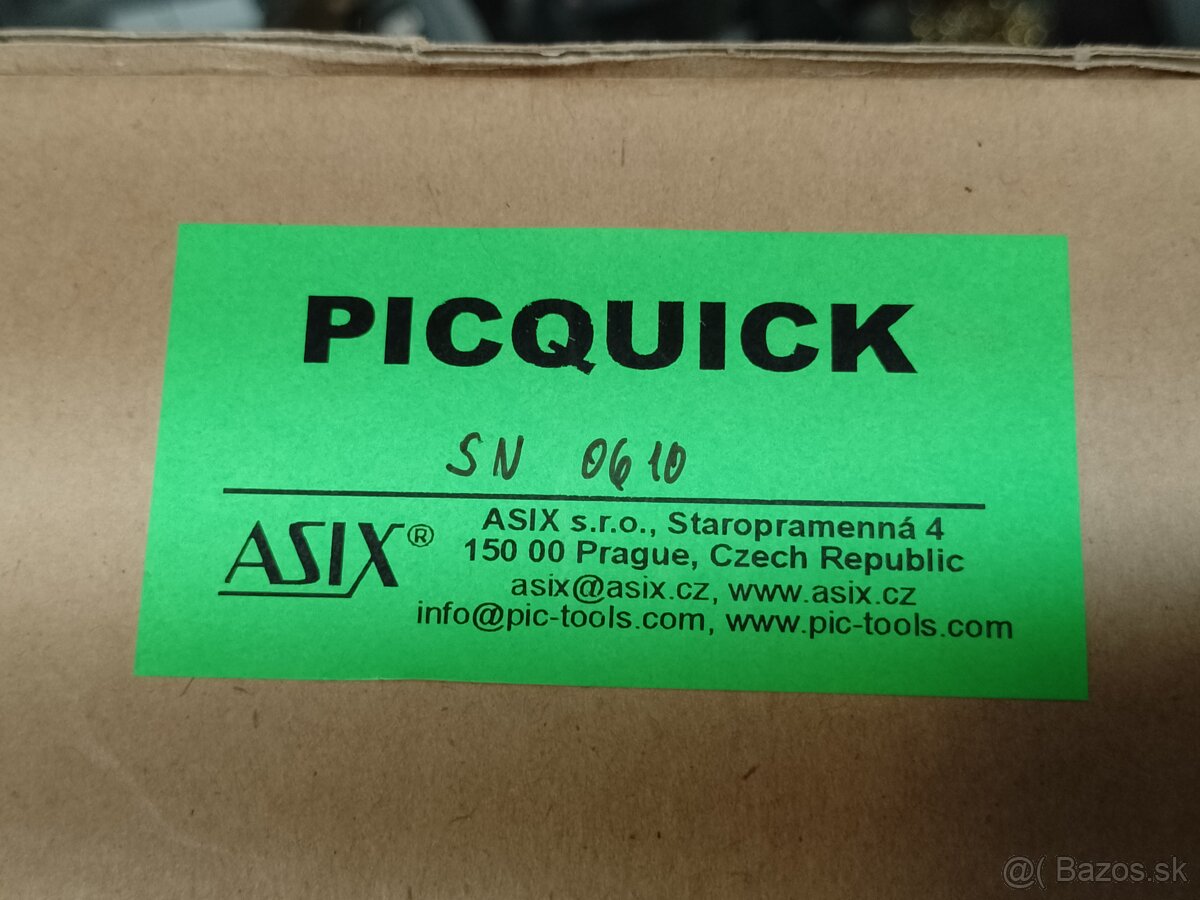 PICQUICK
SN 0610
ASIX®
ASIX s.r.o., Staropramenná 4
150 00 Prague, Czech Republic
asix@asix.cz, www.asix.cz
info@pic-tools.com, www.pic-tools.com
@( Bazos.sk